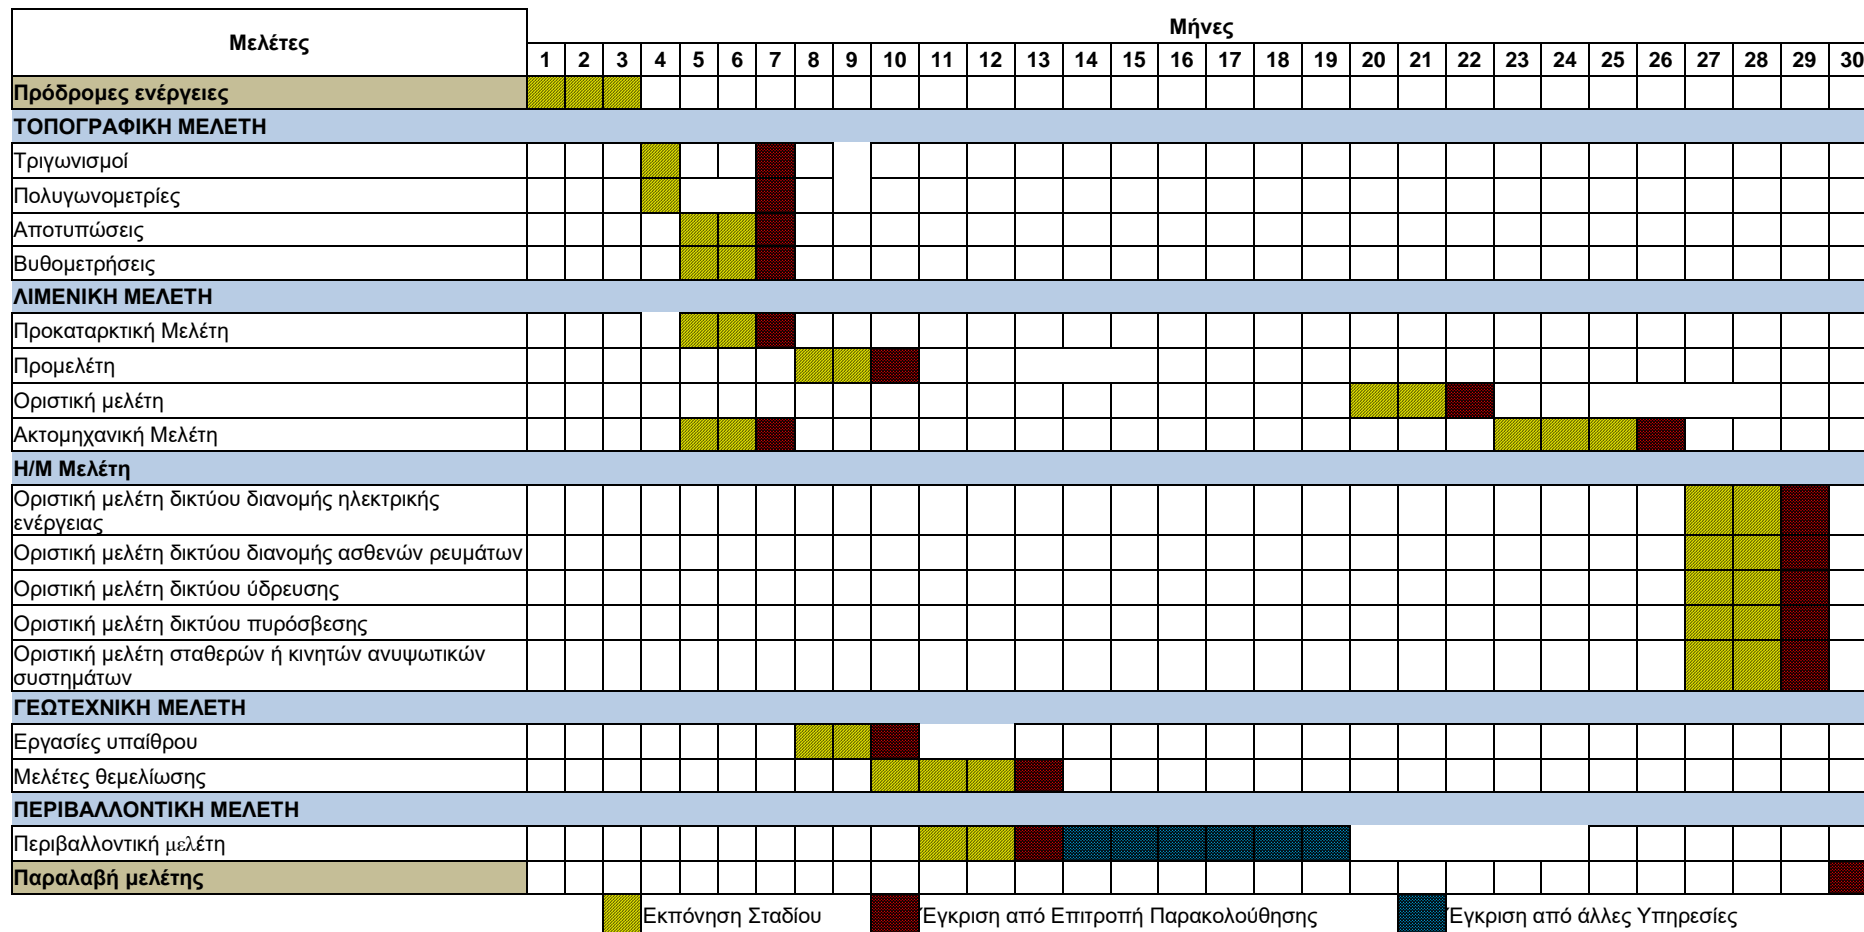 Μελέτες
Μήνες
1 2 3 4 5 6 7 8 9 10 11 12 13 14 15 16 17 18 19 20 21 22 23 24 25 26 27 28 29 30
Πρόδρομες ενέργειες
ΤΟΠΟΓΡΑΦΙΚΗ ΜΕΛΕΤΗ
Τριγωνισμοί
Πολυγωνομετρίες
Αποτυπώσεις
Βυθομετρήσεις
ΛΙΜΕΝΙΚΗ ΜΕΛΕΤΗ
Προκαταρκτική Μελέτη
Προμελέτη
Οριστική μελέτη
Ακτομηχανική Μελέτη
Η/Μ Μελέτη
Οριστική μελέτη δικτύου διανομής ηλεκτρικής
ενέργειας
Οριστική μελέτη δικτύου διανομής ασθενών ρευμάτων
Οριστική μελέτη δικτύου ύδρευσης
Οριστική μελέτη δικτύου πυρόσβεσης
Οριστική μελέτη σταθερών ή κινητών ανυψωτικών
συστημάτων
ΓΕΩΤΕΧΝΙΚΗ ΜΕΛΕΤΗ
Εργασίες υπαίθρου
Μελέτες θεμελίωσης
ΠΕΡΙΒΑΛΛΟΝΤΙΚΗ ΜΕΛΕΤΗ
Περιβαλλοντική μελέτη
Παραλαβή μελέτης
Εκπόνηση Σταδίου
Έγκριση από Επιτροπή Παρακολούθησης
Έγκριση από άλλες Υπηρεσίες